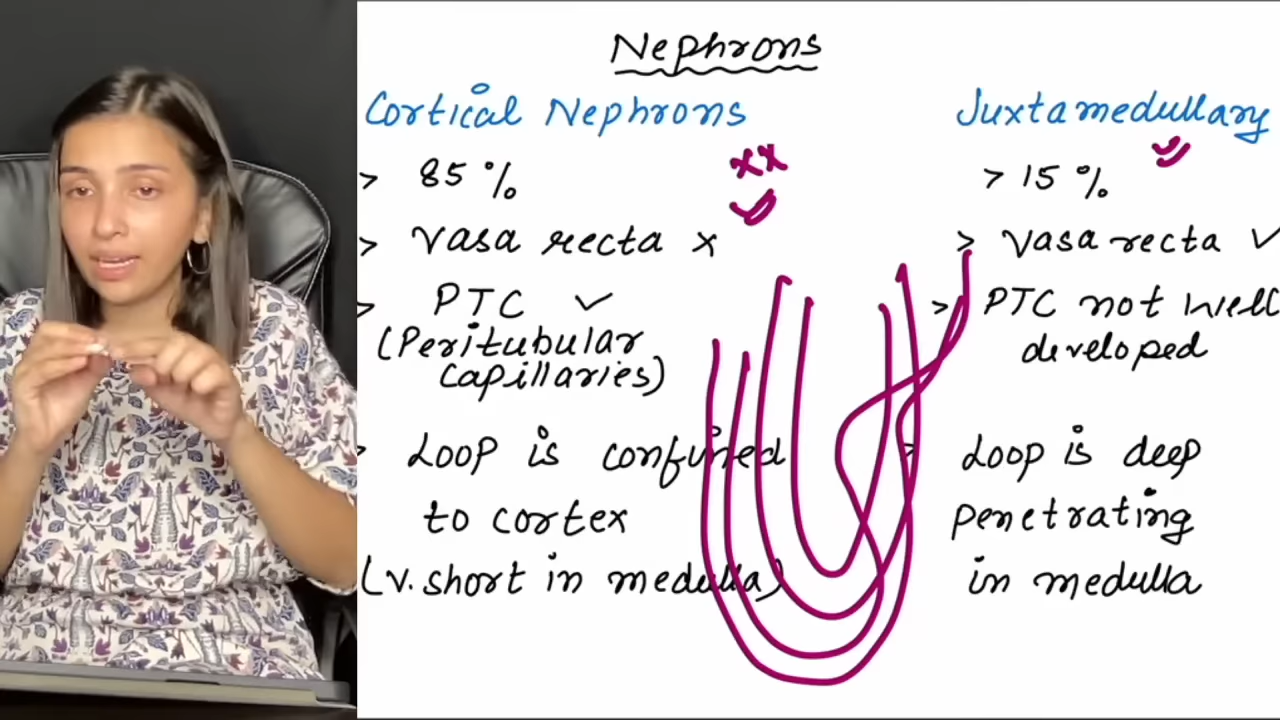 Nephrons
Cortical Nephrons
> 85 %
> Vasa recta x
> PTC ✓
(Peritubular
Capillaries)
> Loop is confined
to cortex
(v. short in medulla)
Juxtamedullary
> 15 %
> Vasa recta ✓
> PTC not well
developed
> Loop is deep
penetrating
in medulla